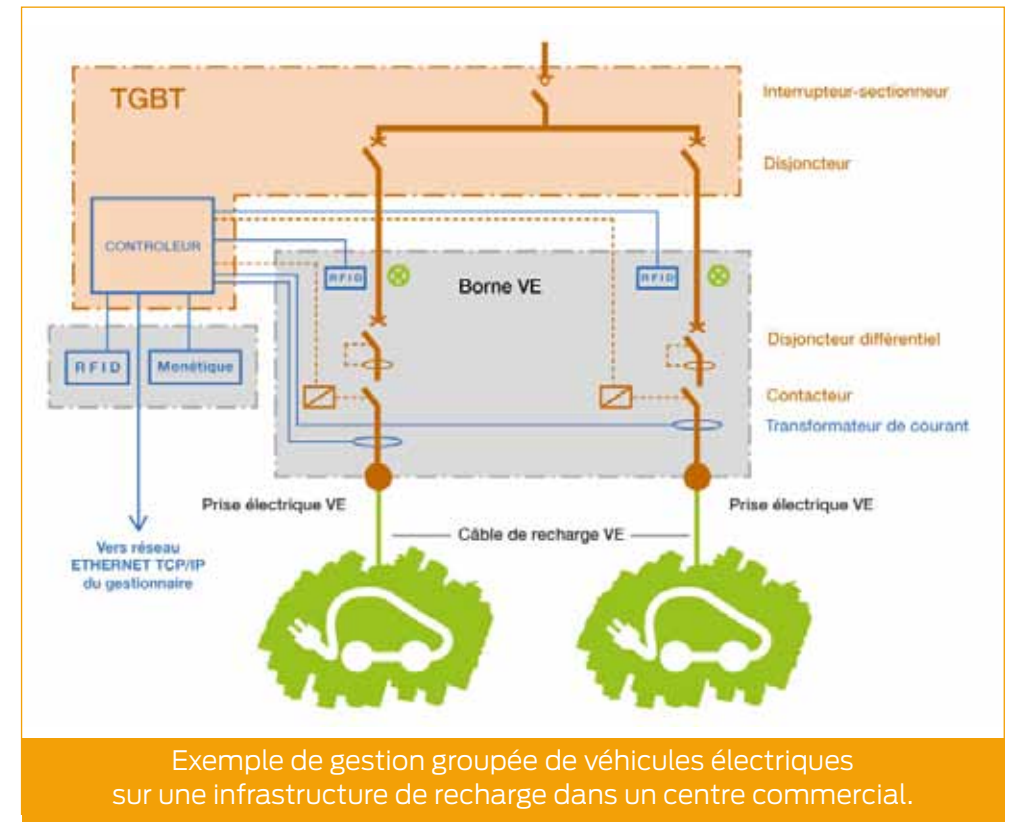 TGBT
Interrupteur-sectionneur
Disjoncteur
CONTROLEUR
RFID
RFID
Borne VE
RFID
Monétique
Disjoncteur différentiel
Contacteur
Transformateur de courant
Prise électrique VE
Prise électrique VE
Câble de recharge VE
Vers réseau
ETHERNET TCP/IP
du gestionnaire
Exemple de gestion groupée de véhicules électriques
sur une infrastructure de recharge dans un centre commercial.